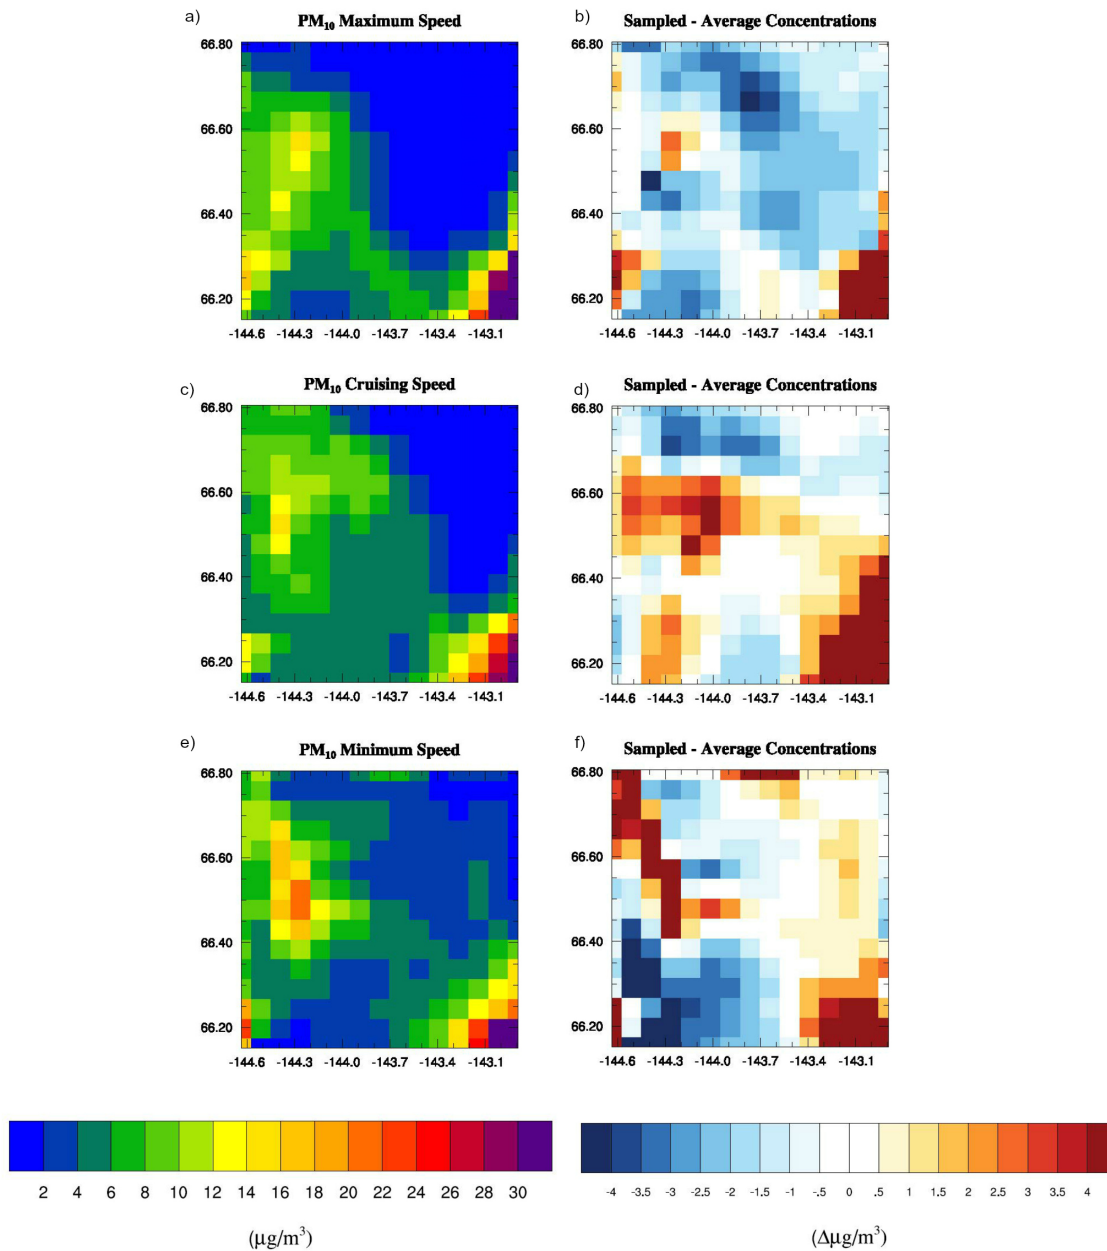 a) PM10 Maximum Speed
b) Sampled - Average Concentrations
66.80
66.60
66.40
66.20
-144.6 -144.3 -144.0 -143.7 -143.4 -143.1
66.80
66.60
66.40
66.20
-144.6 -144.3 -144.0 -143.7 -143.4 -143.1
c) PM10 Cruising Speed
d) Sampled - Average Concentrations
66.80
66.60
66.40
66.20
-144.6 -144.3 -144.0 -143.7 -143.4 -143.1
66.80
66.60
66.40
66.20
-144.6 -144.3 -144.0 -143.7 -143.4 -143.1
e) PM10 Minimum Speed
f) Sampled - Average Concentrations
66.80
66.60
66.40
66.20
-144.6 -144.3 -144.0 -143.7 -143.4 -143.1
66.80
66.60
66.40
66.20
-144.6 -144.3 -144.0 -143.7 -143.4 -143.1
2 4 6 8 10 12 14 16 18 20 22 24 26 28 30
(μg/m³)
-4 -3.5 -3 -2.5 -2 -1.5 -1 -.5 0 .5 1 1.5 2 2.5 3 3.5 4
(Δμg/m³)